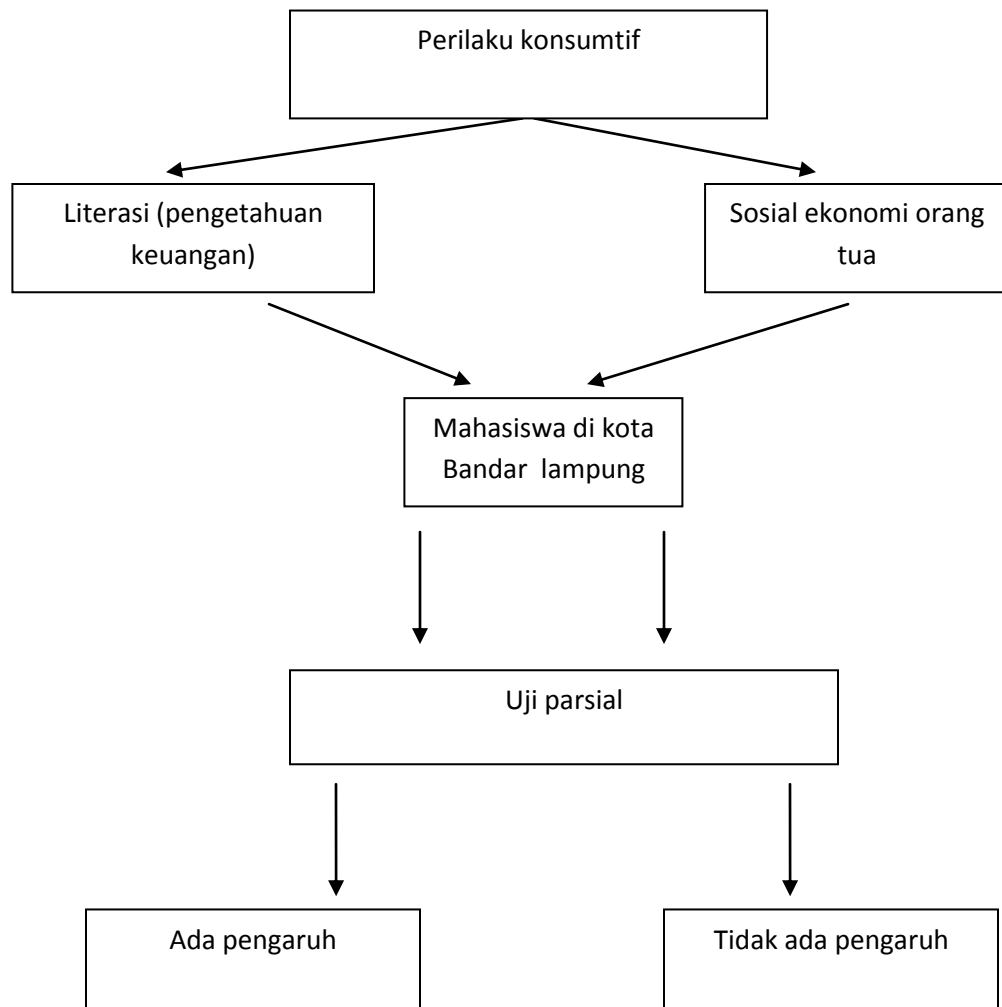 Perilaku konsumtif
Literasi (pengetahuan
keuangan)
Sosial ekonomi orang
tua
Mahasiswa di kota
Bandar  lampung
Uji parsial
Ada pengaruh
Tidak ada pengaruh